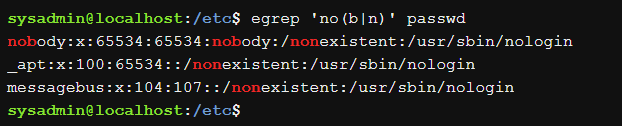 sysadmin@localhost:/etc$ egrep 'no(b|n)' passwd
nobody:x:65534:65534:nobody:/nonexistent:/usr/sbin/nologin
_apt:x:100:65534::/nonexistent:/usr/sbin/nologin
messagebus:x:104:107::/nonexistent:/usr/sbin/nologin
sysadmin@localhost:/etc$